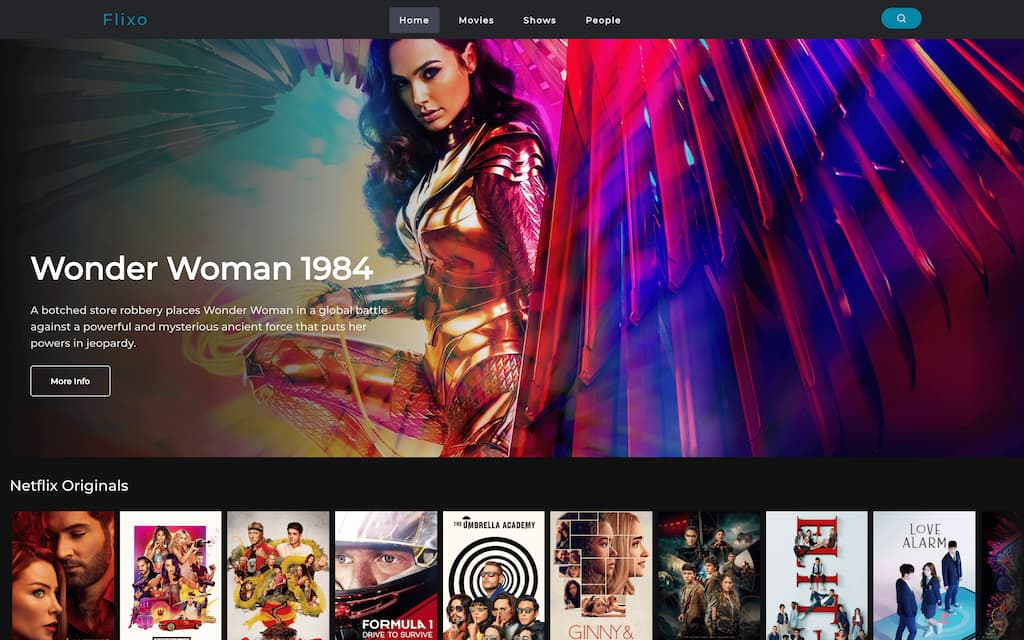 Flixo
Home
Movies
Shows
People
Wonder Woman 1984
A botched store robbery places Wonder Woman in a global battle
against a powerful and mysterious ancient force that puts her
powers in jeopardy.
More Info
Netflix Originals
THE UMBRELLA ACADEMY
FORMULA 1
DRIVE TO SURVIVE
GINNY&
ELITE
LOVE
ALARM